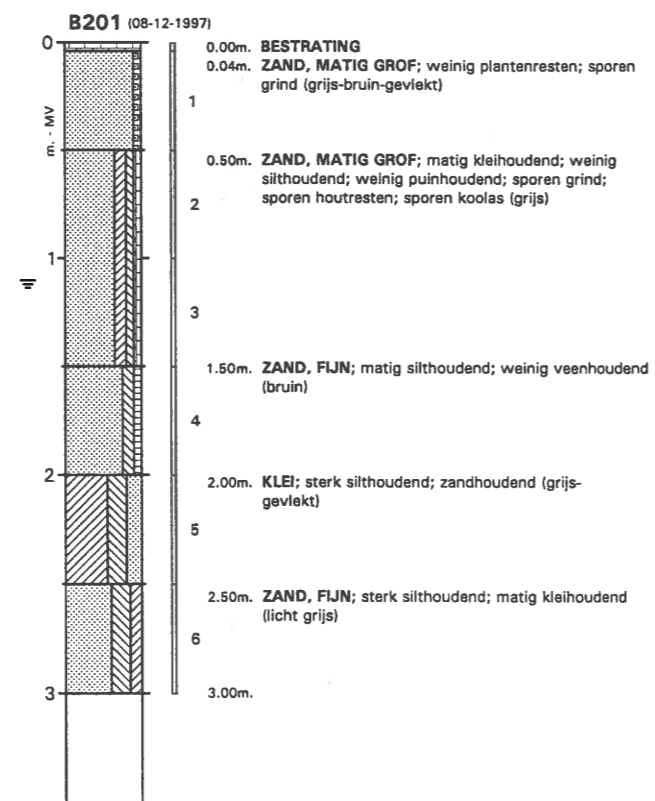 B201 (08-12-1997)
0
0.00m. BESTRATING
0.04m. ZAND, MATIG GROF; weinig plantenresten; sporen
grind (grijs-bruin-gevlekt)
1
m. - MV
0.50m. ZAND, MATIG GROF; matig kleihoudend; weinig
silthoudend; weinig puinhoudend; sporen grind;
sporen houtresten; sporen koolas (grijs)
2
1
3
1.50m. ZAND, FIJN; matig silthoudend; weinig veenhoudend
(bruin)
4
2
2.00m. KLEI; sterk silthoudend; zandhoudend (grijs-
gevlekt)
5
2.50m. ZAND, FIJN; sterk silthoudend; matig kleihoudend
(licht grijs)
6
3
3.00m.